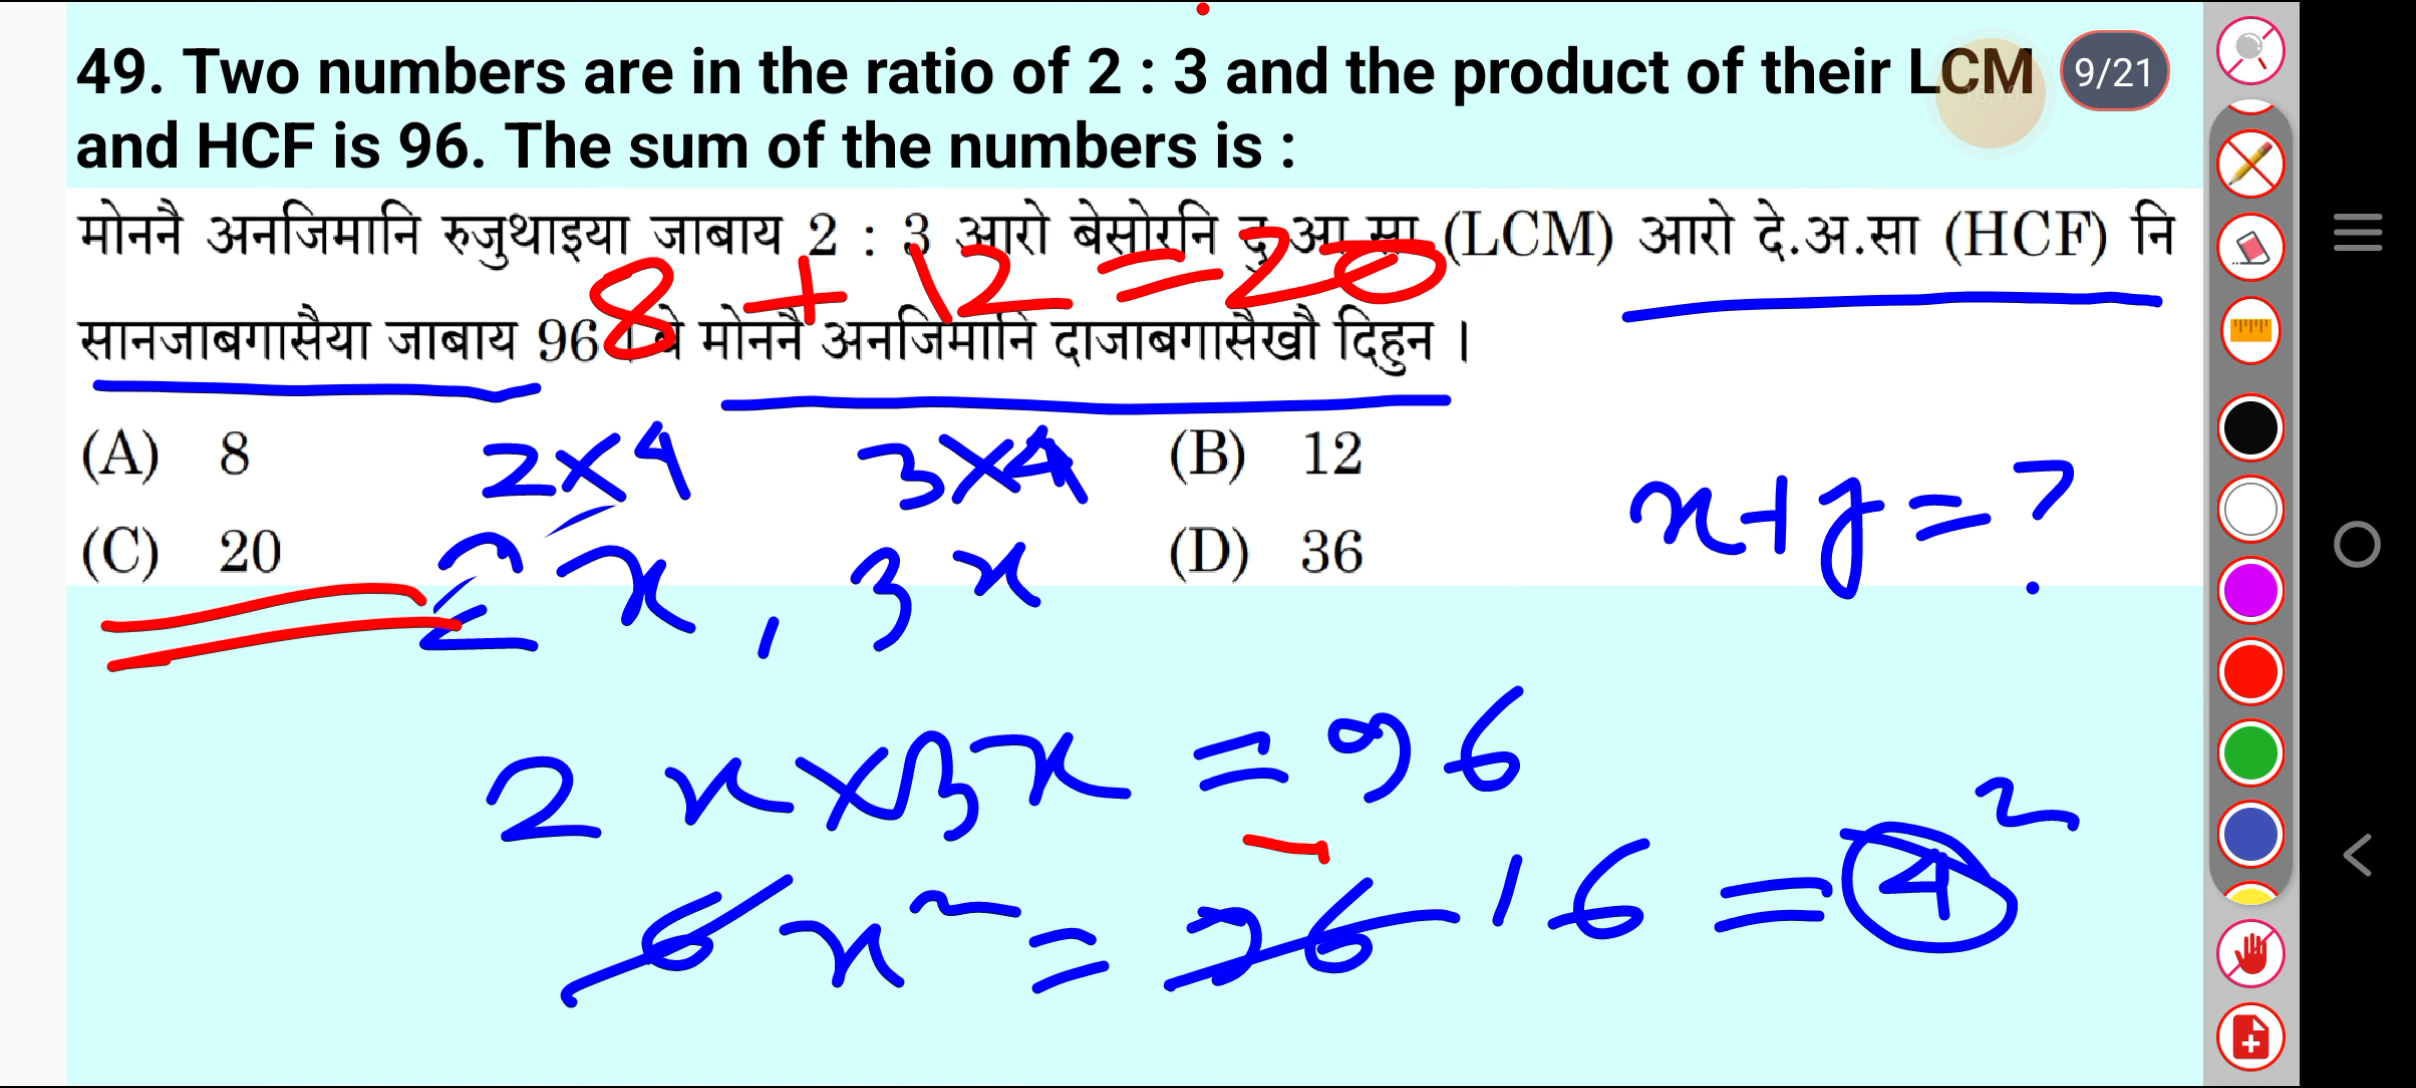 49. Two numbers are in the ratio of 2 : 3 and the product of their LCM
9/21
and HCF is 96. The sum of the numbers is :
मोननै अनजिमानि रुजुथाइया जाबाय 2 : 3 आरो बेसोरनि दु.आ.सा (LCM) आरो दे.अ.सा (HCF) नि
8 + 12 = 20
सानजाबगासैया जाबाय 96 । बे मोननै अनजिमानि दाजाबगासैखौ दिहुन ।
(A) 8
2×4 3×4
(B) 12
x+y=?
(C) 20
2x, 3x
(D) 36
2x×3x = 96
6x² = 96 16 = 4²